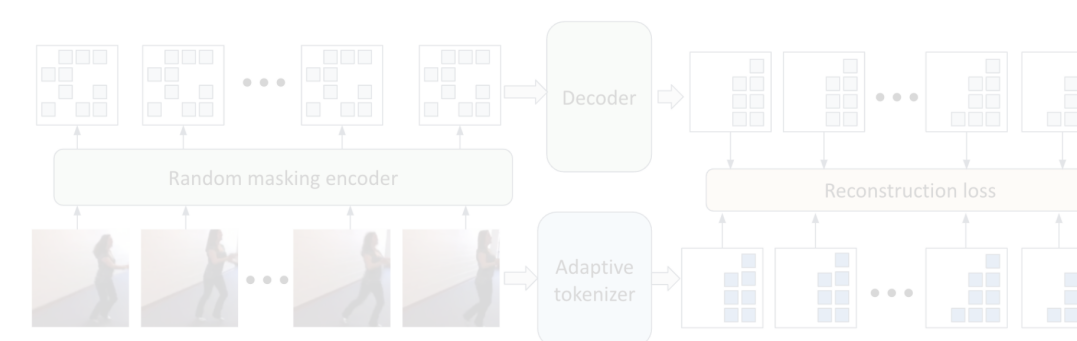 Decoder
Random masking encoder
Reconstruction loss
Adaptive
tokenizer